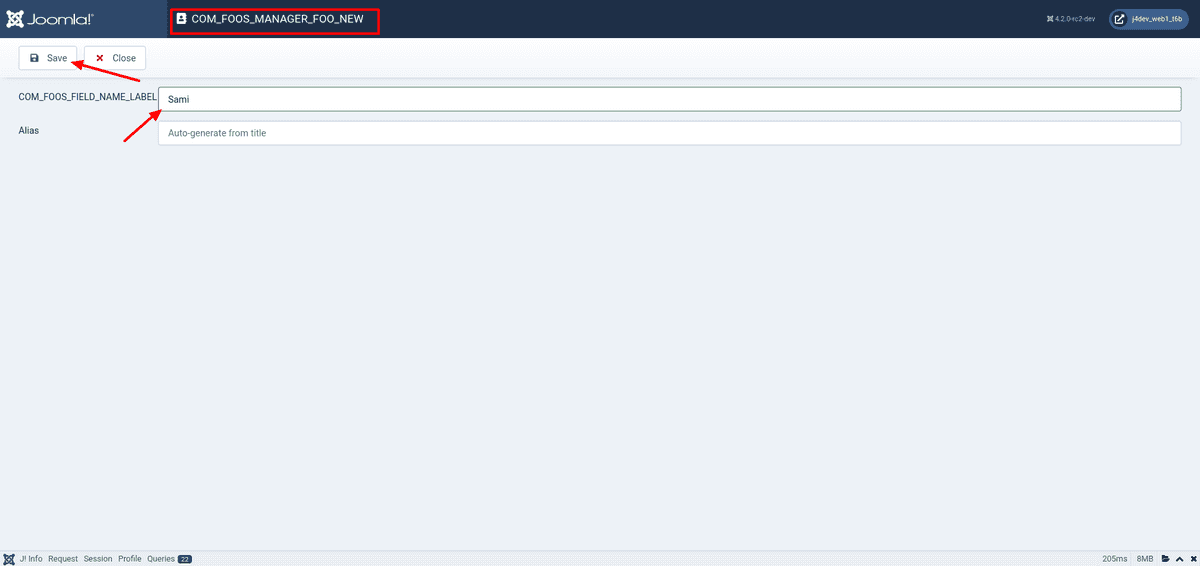 Joomla!® COM_FOOS_MANAGER_FOO_NEW 4.2.0-rc2-dev j4dev_web1_t6b
Save Close
COM_FOOS_FIELD_NAME_LABEL Sami
Alias Auto-generate from title
J! Info Request Session Profile Queries 22 205ms 8MB